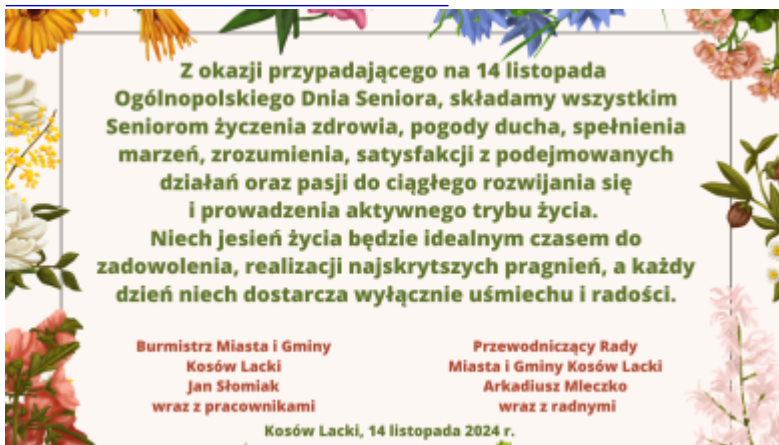 Z okazji przypadającego na 14 listopada
Ogólnopolskiego Dnia Seniora, składamy wszystkim
Seniorom życzenia zdrowia, pogody ducha, spełnienia
marzeń, zrozumienia, satysfakcji z podejmowanych
działań oraz pasji do ciągłego rozwijania się
i prowadzenia aktywnego trybu życia.
Niech jesień życia będzie idealnym czasem do
zadowolenia, realizacji najskrytszych pragnień, a każdy
dzień niech dostarcza wyłącznie uśmiechu i radości.
Burmistrz Miasta i Gminy
Kosów Lacki
Jan Słomiak
wraz z pracownikami
Przewodniczący Rady
Miasta i Gminy Kosów Lacki
Arkadiusz Mleczko
wraz z radnymi
Kosów Lacki, 14 listopada 2024 r.